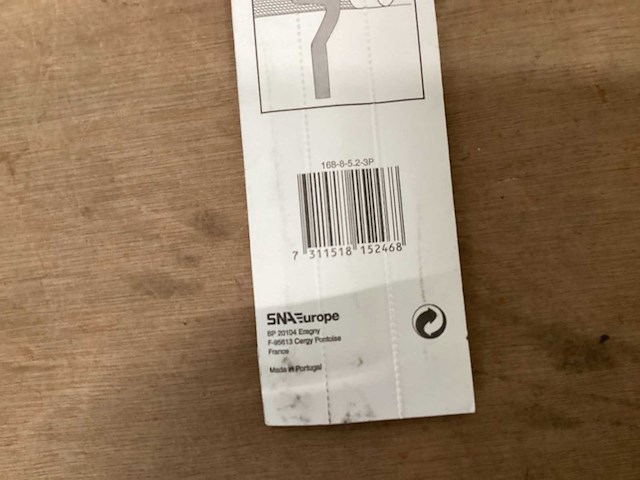 168-8-5.2-3P
7 311518 152468
SNA Europe
BP 20104 Eragny
F-95613 Cergy Pontoise
France
Made in Portugal